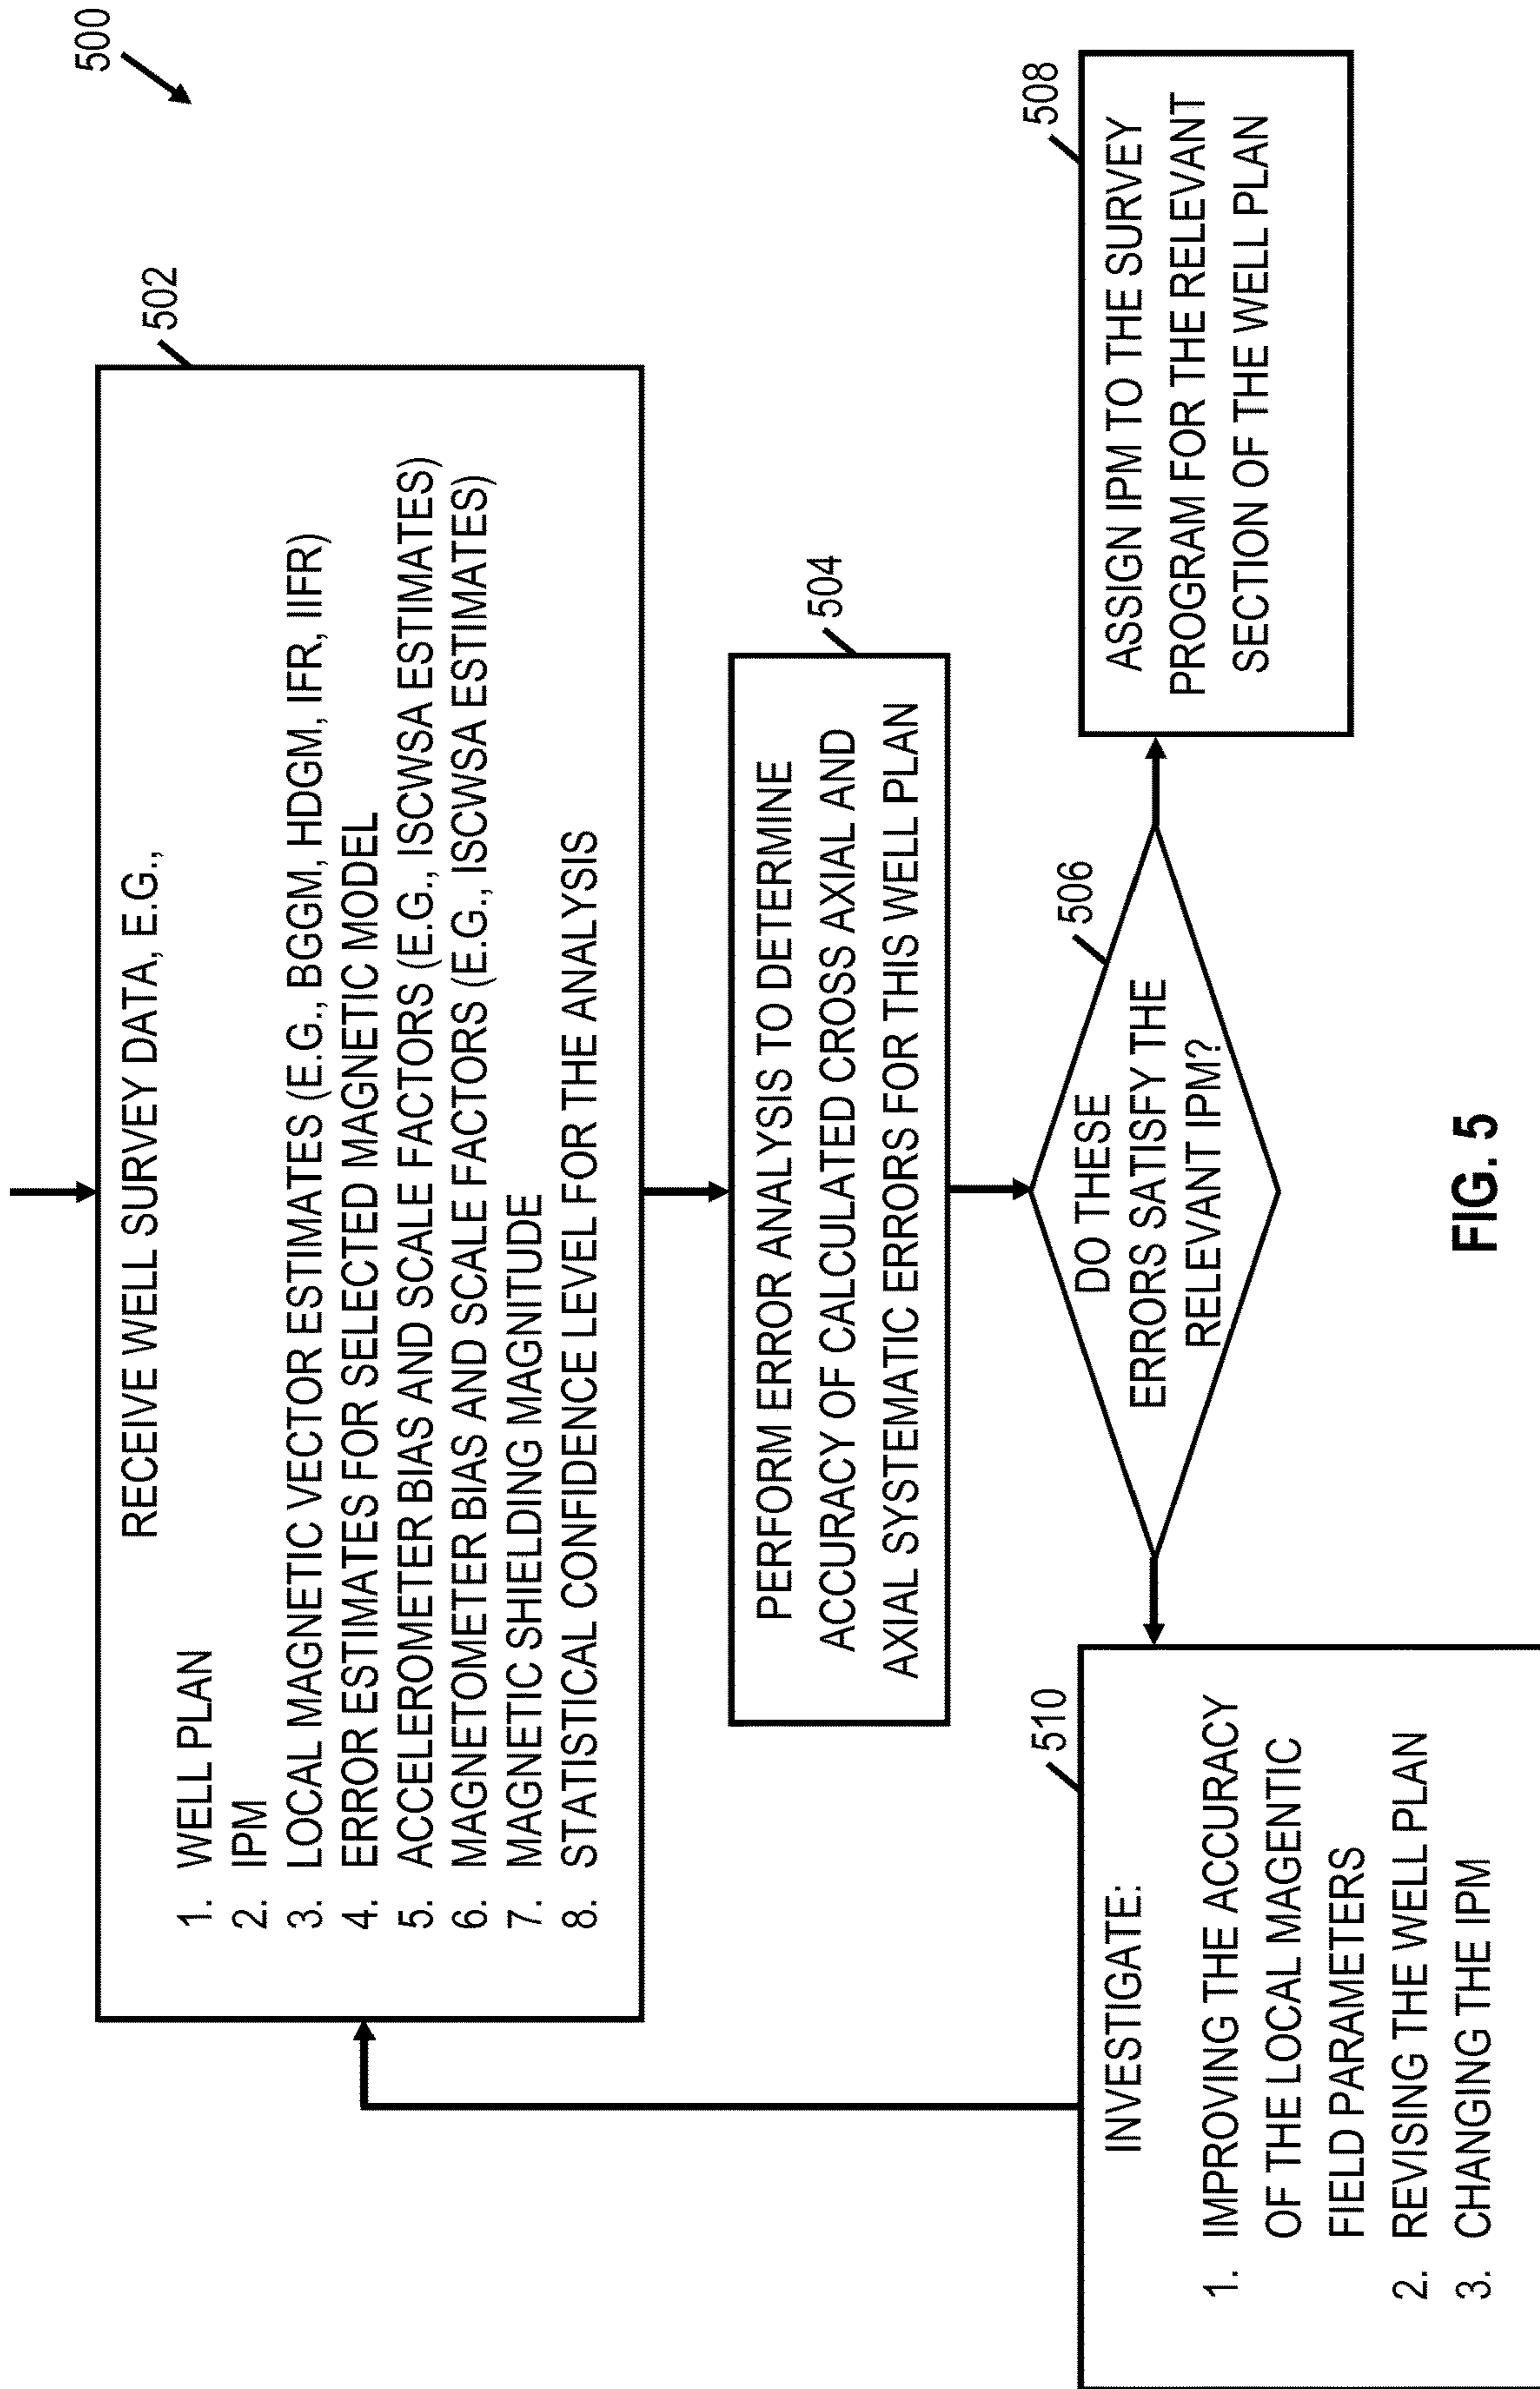 500
502
RECEIVE WELL SURVEY DATA, E.G.,
1. WELL PLAN
2. IPM
3. LOCAL MAGNETIC VECTOR ESTIMATES (E.G., BGGM, HDGM, IFR, IIFR)
4. ERROR ESTIMATES FOR SELECTED MAGNETIC MODEL
5. ACCELEROMETER BIAS AND SCALE FACTORS (E.G., ISCWSA ESTIMATES)
6. MAGNETOMETER BIAS AND SCALE FACTORS (E.G., ISCWSA ESTIMATES)
7. MAGNETIC SHIELDING MAGNITUDE
8. STATISTICAL CONFIDENCE LEVEL FOR THE ANALYSIS
504
PERFORM ERROR ANALYSIS TO DETERMINE
ACCURACY OF CALCULATED CROSS AXIAL AND
AXIAL SYSTEMATIC ERRORS FOR THIS WELL PLAN
506
DO THESE
ERRORS SATISFY THE
RELEVANT IPM?
508
ASSIGN IPM TO THE SURVEY
PROGRAM FOR THE RELEVANT
SECTION OF THE WELL PLAN
510
INVESTIGATE:
1. IMPROVING THE ACCURACY
OF THE LOCAL MAGENTIC
FIELD PARAMETERS
2. REVISING THE WELL PLAN
3. CHANGING THE IPM
FIG. 5